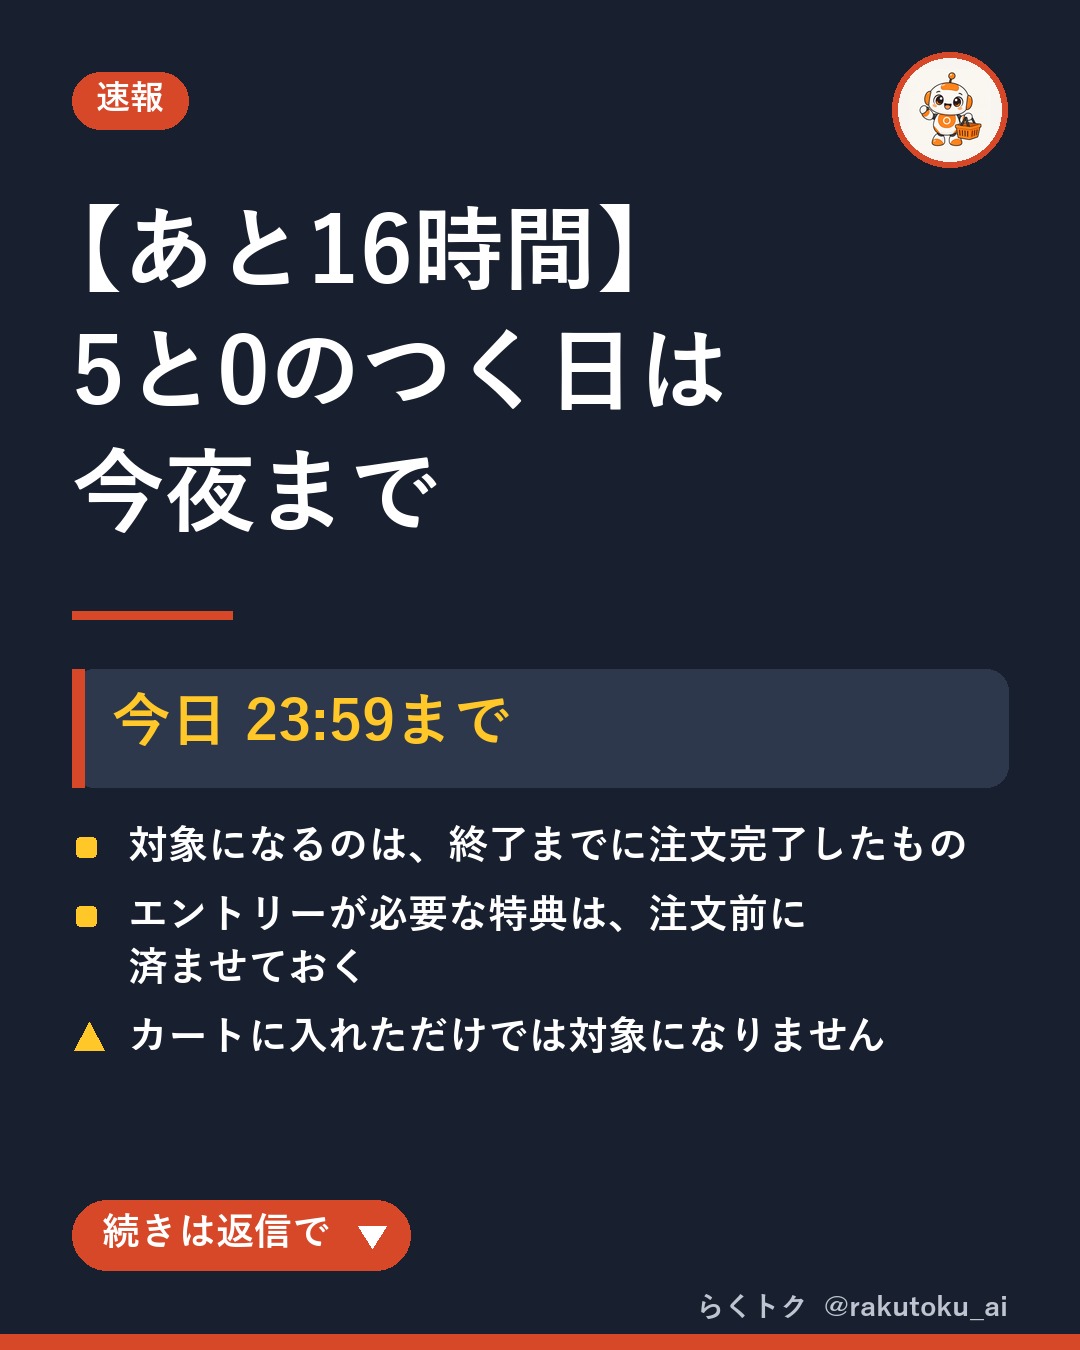 速報
【あと16時間】
5と0のつく日は
今夜まで
今日 23:59まで
対象になるのは、終了までに注文完了したもの
エントリーが必要な特典は、注文前に
済ませておく
カートに入れただけでは対象になりません
続きは返信で ▼
らくトク @rakutoku_ai